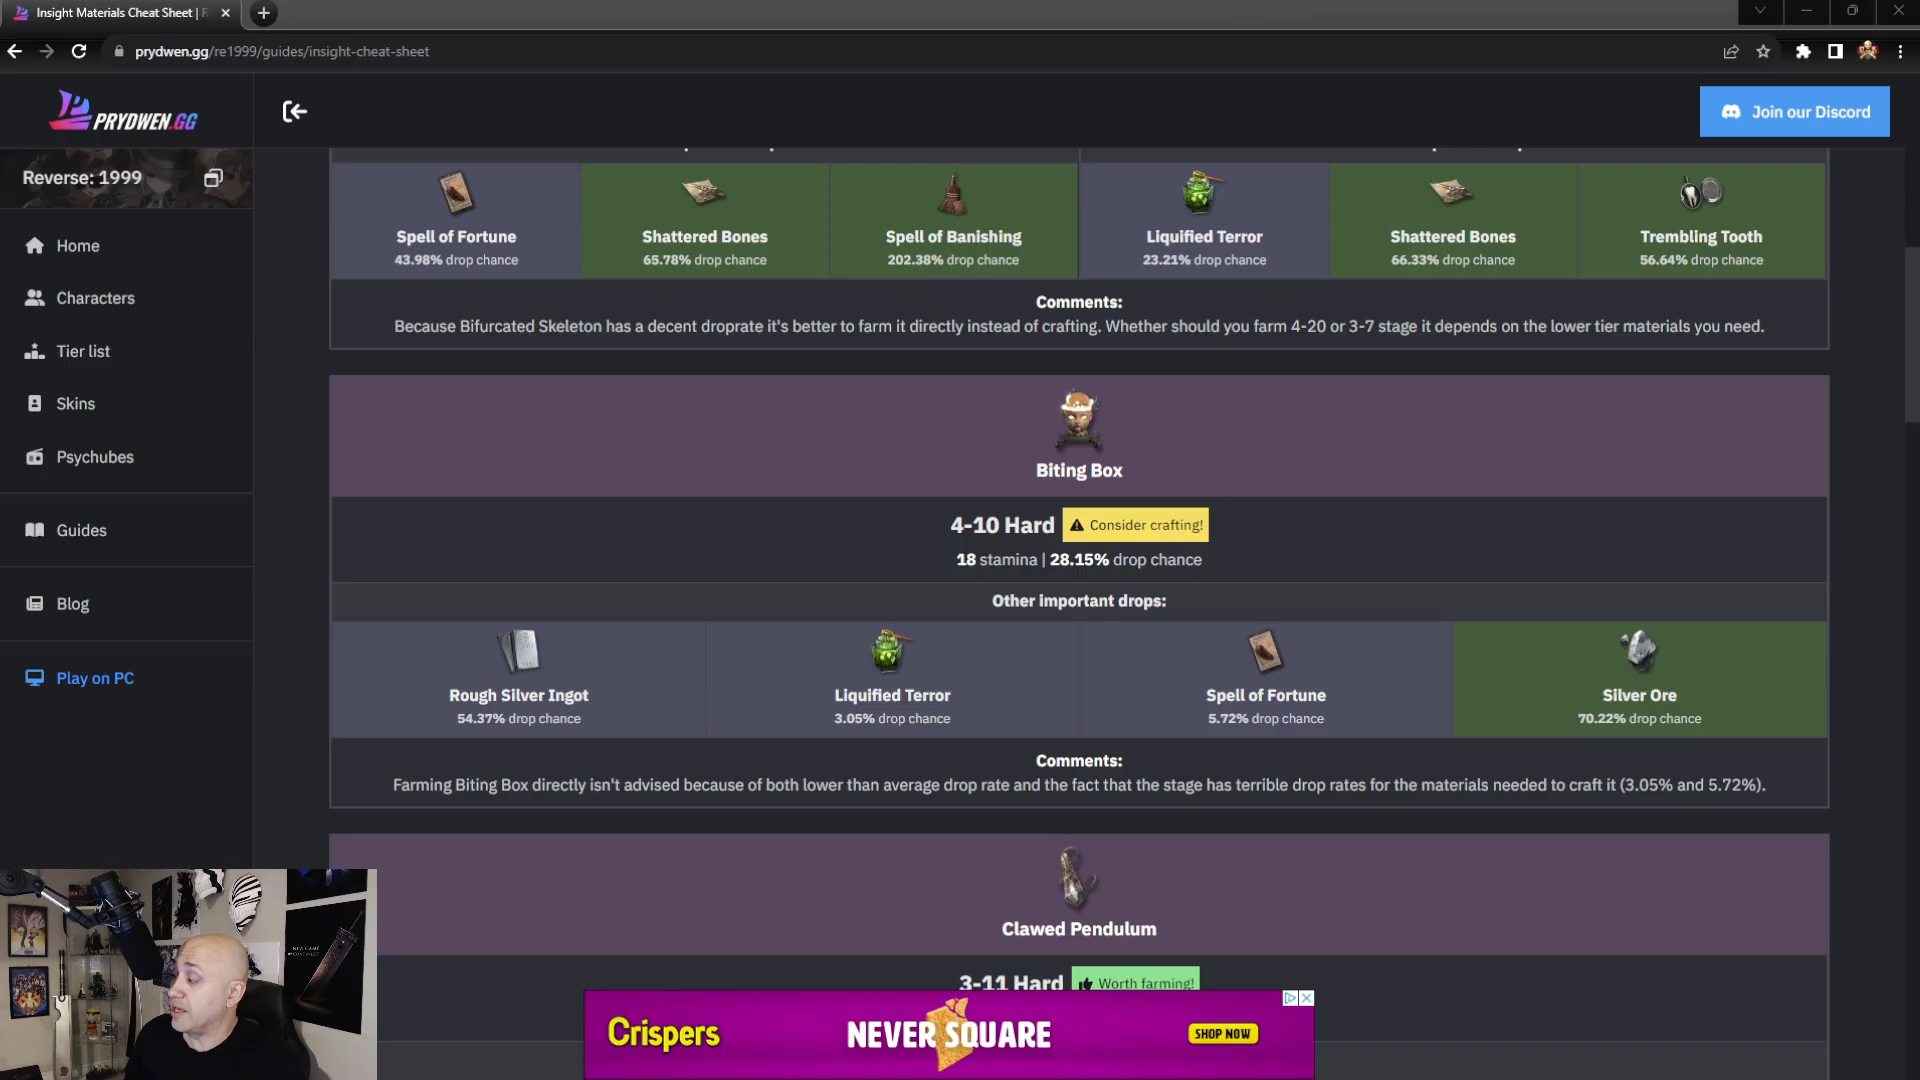 Insight Materials Cheat Sheet | R
prydwen.gg/re1999/guides/insight-cheat-sheet
PRYDWEN.GG
Join our Discord
Reverse: 1999
Home
Characters
Tier list
Skins
Psychubes
Guides
Blog
Play on PC
Spell of Fortune
43.98% drop chance
Shattered Bones
65.78% drop chance
Spell of Banishing
202.38% drop chance
Liquified Terror
23.21% drop chance
Shattered Bones
66.33% drop chance
Trembling Tooth
56.64% drop chance
Comments:
Because Bifurcated Skeleton has a decent droprate it's better to farm it directly instead of crafting. Whether should you farm 4-20 or 3-7 stage it depends on the lower tier materials you need.
Biting Box
4-10 Hard
Consider crafting!
18 stamina | 28.15% drop chance
Other important drops:
Rough Silver Ingot
54.37% drop chance
Liquified Terror
3.05% drop chance
Spell of Fortune
5.72% drop chance
Silver Ore
70.22% drop chance
Comments:
Farming Biting Box directly isn't advised because of both lower than average drop rate and the fact that the stage has terrible drop rates for the materials needed to craft it (3.05% and 5.72%).
Clawed Pendulum
3-11 Hard
Worth farming!
Crispers
NEVER SQUARE
SHOP NOW